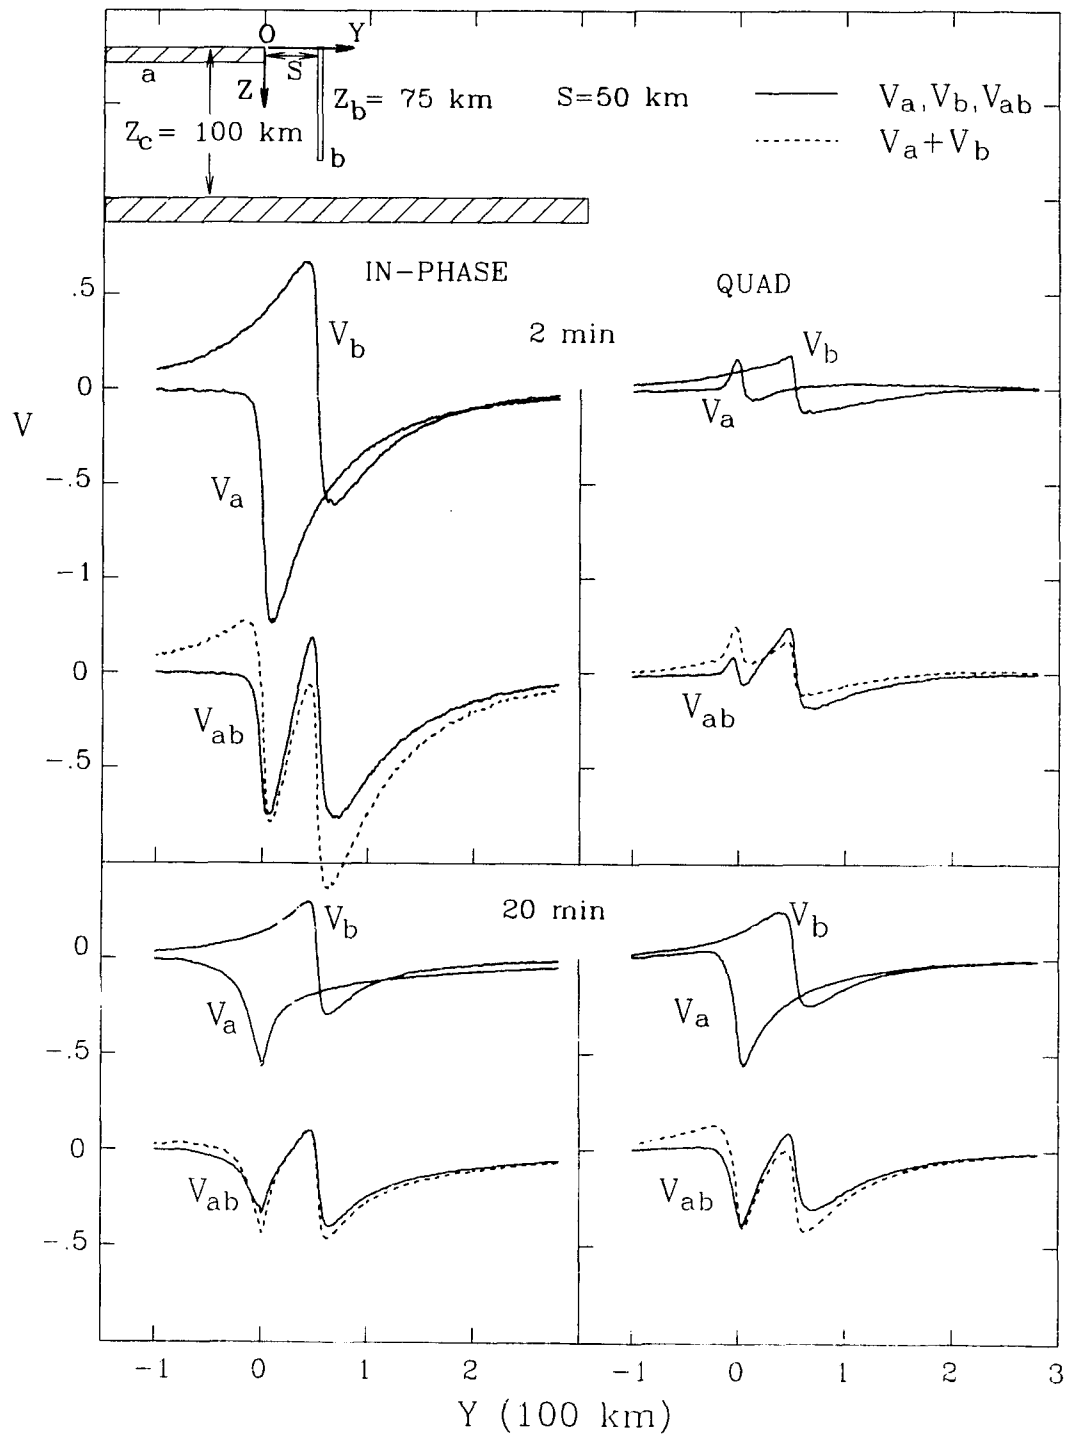 O Y
S
a
Z
Z_b = 75 km S=50 km
V_a, V_b, V_ab
Z_c = 100 km
b
V_a+V_b
IN-PHASE
QUAD
.5
V_b
2 min
V_b
0
V
V_a
V_a
-.5
-1
0
V_ab
V_ab
-.5
20 min
V_b
V_b
0
V_a
V_a
-.5
0
V_ab
V_ab
-.5
-1 0 1 2 -1 0 1 2 3
Y (100 km)